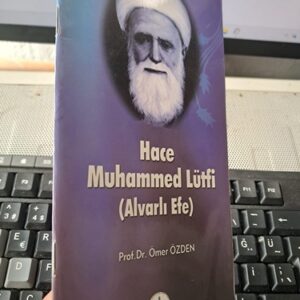 Hace
Muhammed Lütfi
(Alvarlı Efe)
Prof. Dr. Ömer ÖZDEN